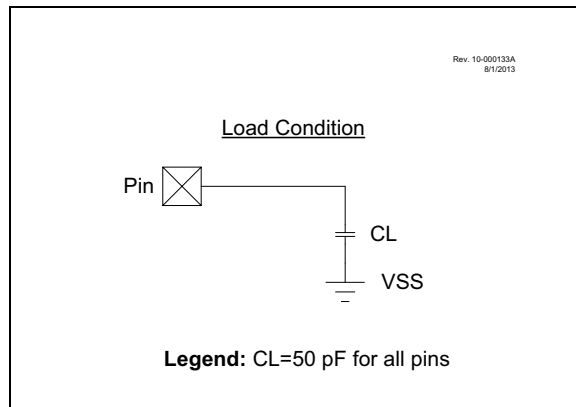 Rev. 10-000133A
8/1/2013
Load Condition
Pin
CL
VSS
Legend: CL=50 pF for all pins